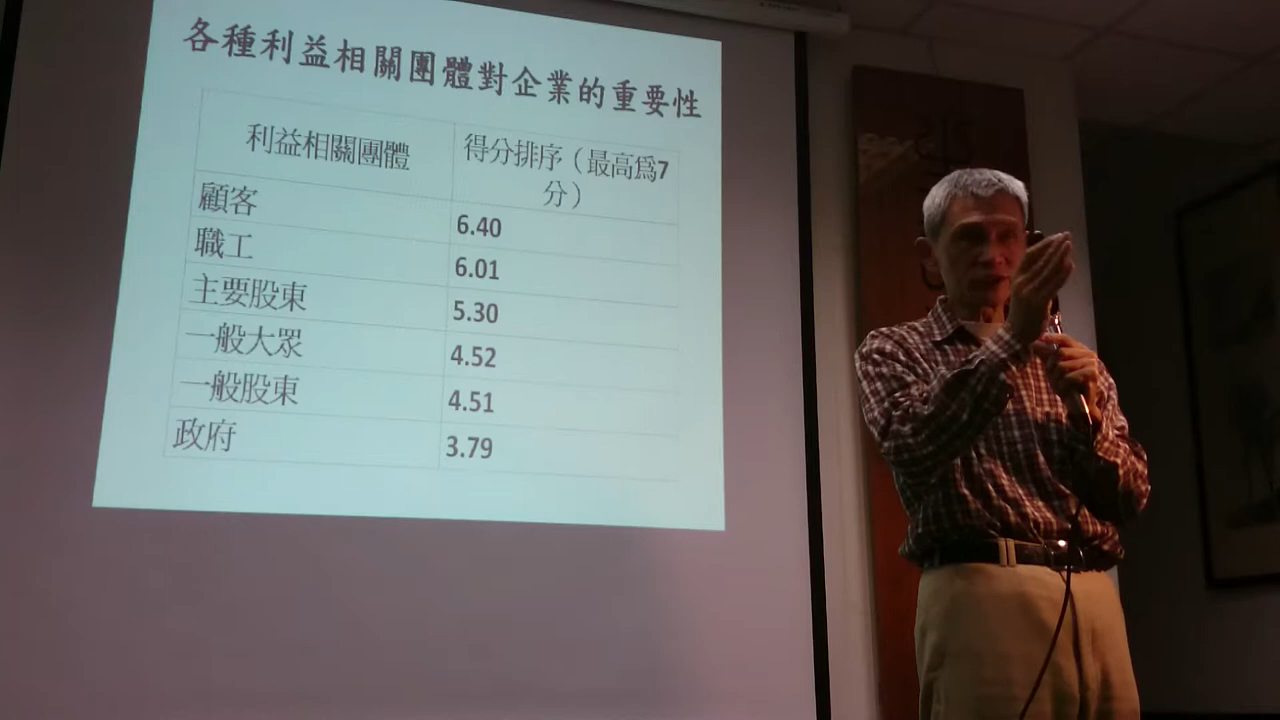 各種利益相關團體對企業的重要性
利益相關團體
得分排序（最高爲7
分）
顧客
6.40
職工
6.01
主要股東
5.30
一般大眾
4.52
一般股東
4.51
政府
3.79